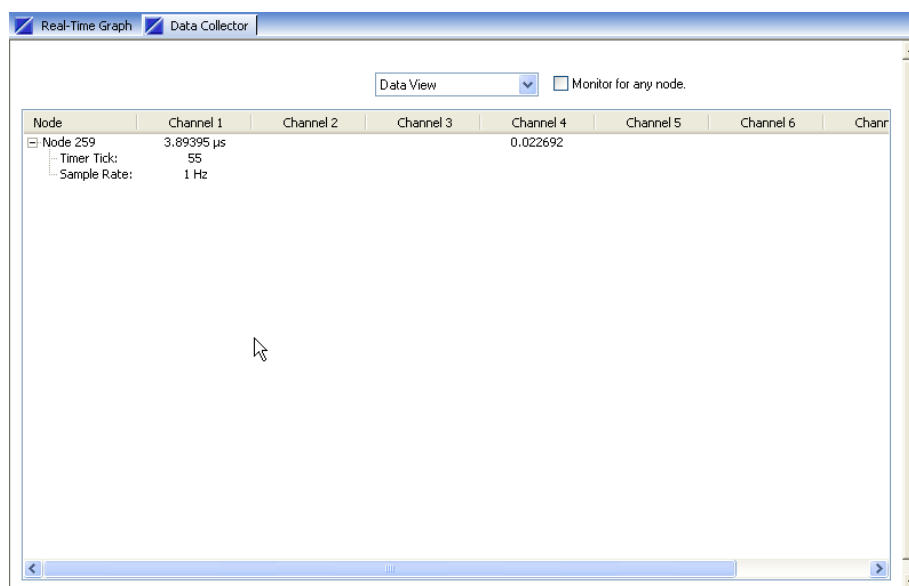 Real-Time Graph Data Collector
Data View Monitor for any node.
Node Channel 1 Channel 2 Channel 3 Channel 4 Channel 5 Channel 6 Chanr
Node 259 3.89395 µs 0.022692
Timer Tick: 55
Sample Rate: 1 Hz